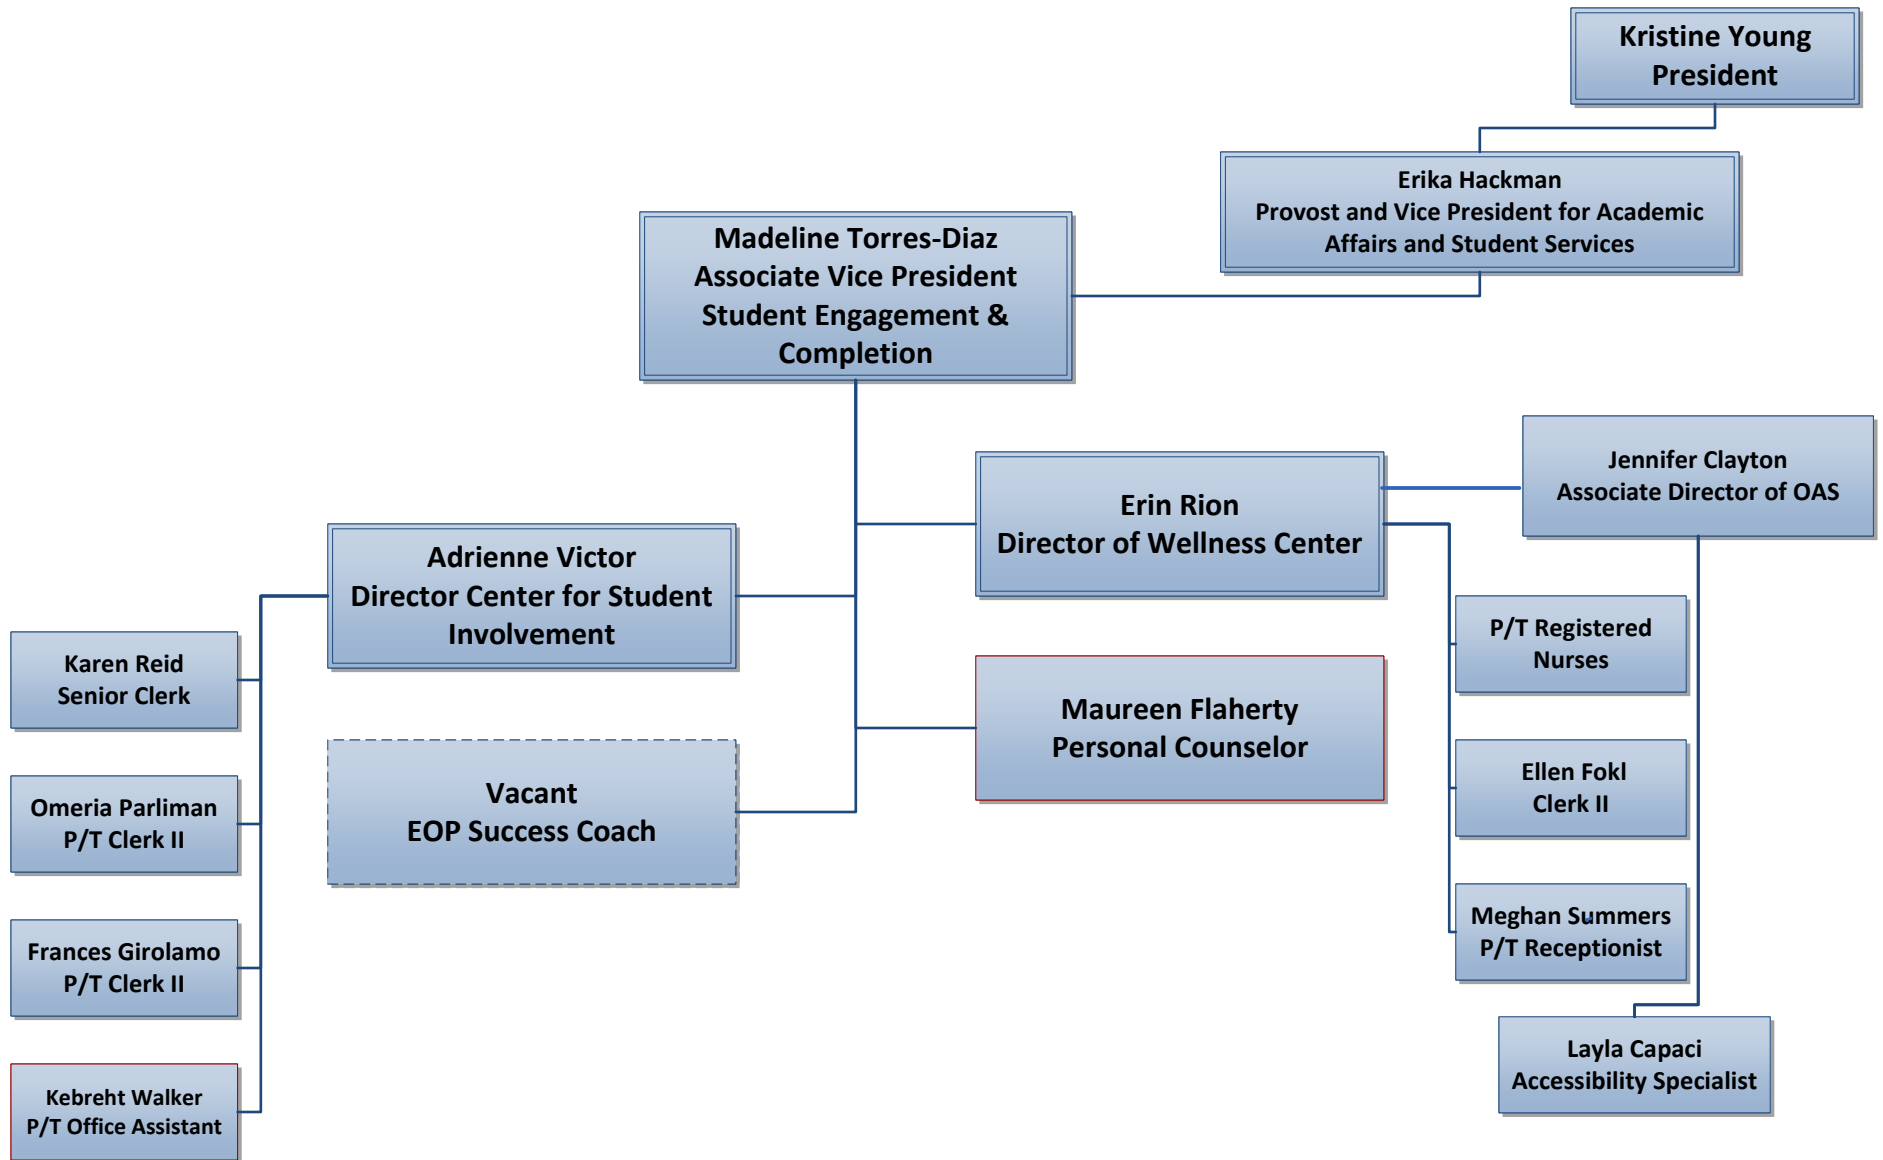 Kristine Young
President
Erika Hackman
Provost and Vice President for Academic
Affairs and Student Services
Madeline Torres-Diaz
Associate Vice President
Student Engagement &
Completion
Jennifer Clayton
Associate Director of OAS
Erin Rion
Director of Wellness Center
Adrienne Victor
Director Center for Student
Involvement
P/T Registered
Nurses
Karen Reid
Senior Clerk
Maureen Flaherty
Personal Counselor
Ellen Fokl
Clerk II
Vacant
EOP Success Coach
Omeria Parliman
P/T Clerk II
Meghan Summers
P/T Receptionist
Frances Girolamo
P/T Clerk II
Layla Capaci
Accessibility Specialist
Kebreht Walker
P/T Office Assistant